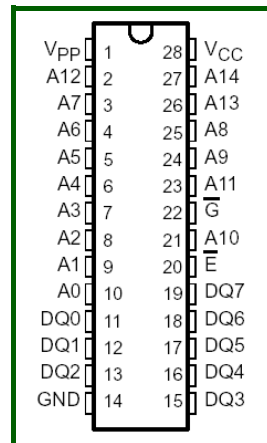 VPP 1 28 VCC
A12 2 27 A14
A7 3 26 A13
A6 4 25 A8
A5 5 24 A9
A4 6 23 A11
A3 7 22 G̅
A2 8 21 A10
A1 9 20 E̅
A0 10 19 DQ7
DQ0 11 18 DQ6
DQ1 12 17 DQ5
DQ2 13 16 DQ4
GND 14 15 DQ3